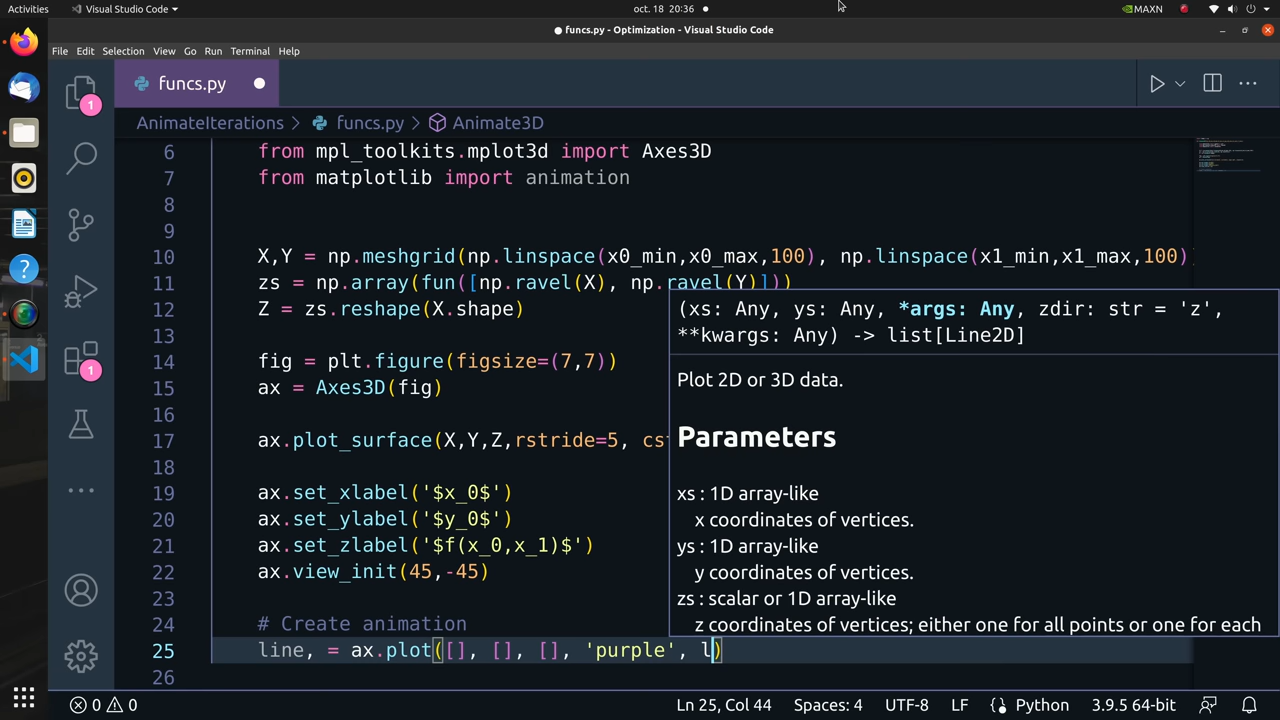 Activities
Visual Studio Code
oct. 18 20:36
MAXN
funcs.py - Optimization - Visual Studio Code
File Edit Selection View Go Run Terminal Help
funcs.py
1
AnimateIterations > funcs.py > Animate3D
6 from mpl_toolkits.mplot3d import Axes3D
7 from matplotlib import animation
8
9
10 X,Y = np.meshgrid(np.linspace(x0_min,x0_max,100), np.linspace(x1_min,x1_max,100)
11 zs = np.array(fun([np.ravel(X), np.ravel(Y)]))
12 Z = zs.reshape(X.shape)
13
14 fig = plt.figure(figsize=(7,7))
15 ax = Axes3D(fig)
16
17 ax.plot_surface(X,Y,Z,rstride=5, cst
18
19 ax.set_xlabel('$x_0$')
20 ax.set_ylabel('$y_0$')
21 ax.set_zlabel('$f(x_0,x_1)$')
22 ax.view_init(45,-45)
23
24 # Create animation
25 line, = ax.plot([], [], [], 'purple', l)
26
(xs: Any, ys: Any, *args: Any, zdir: str = 'z',
**kwargs: Any) -> list[Line2D]
Plot 2D or 3D data.
Parameters
xs : 1D array-like
x coordinates of vertices.
ys : 1D array-like
y coordinates of vertices.
zs : scalar or 1D array-like
z coordinates of vertices; either one for all points or one for each
1
0 0
Ln 25, Col 44
Spaces: 4
UTF-8
LF
Python
3.9.5 64-bit